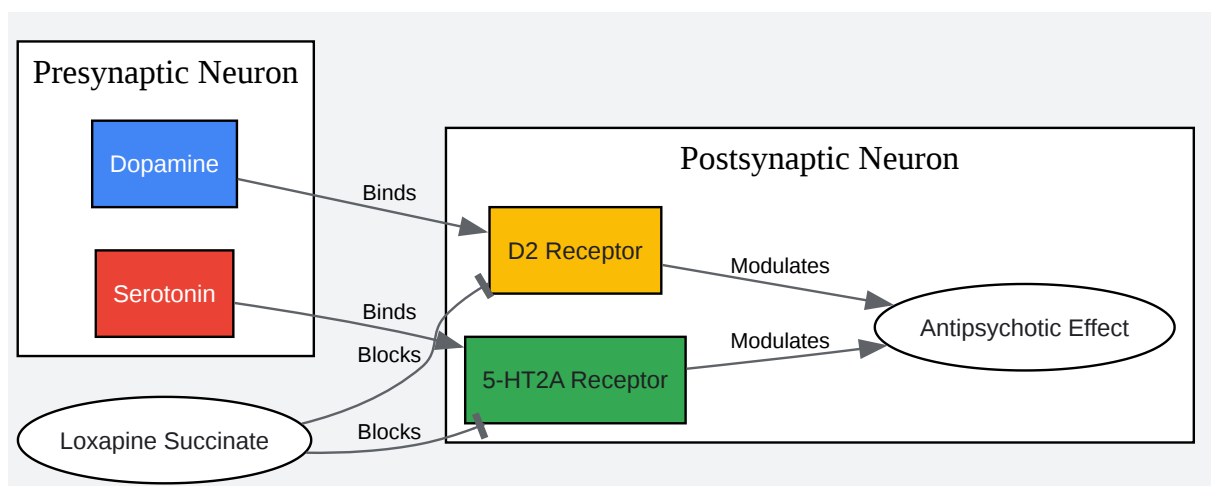 Presynaptic Neuron
Dopamine
Serotonin
Loxapine Succinate
Binds
Binds
Blocks
Blocks
Postsynaptic Neuron
D2 Receptor
5-HT2A Receptor
Modulates
Modulates
Antipsychotic Effect